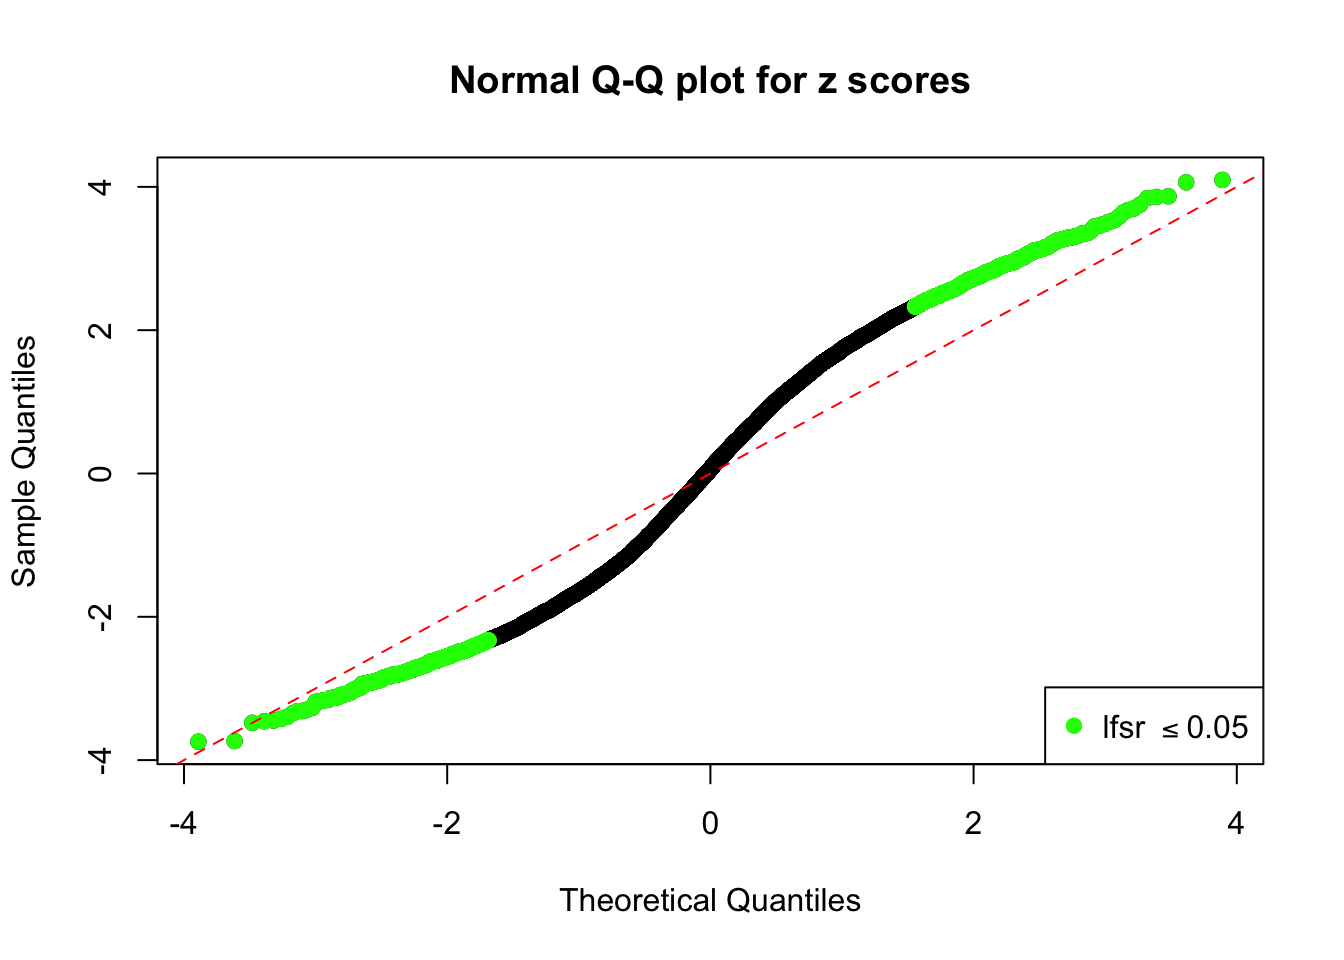 Normal Q-Q plot for z scores
Sample Quantiles
4
2
0
-2
-4
-4
-2
0
2
4
Theoretical Quantiles
lfsr ≤ 0.05